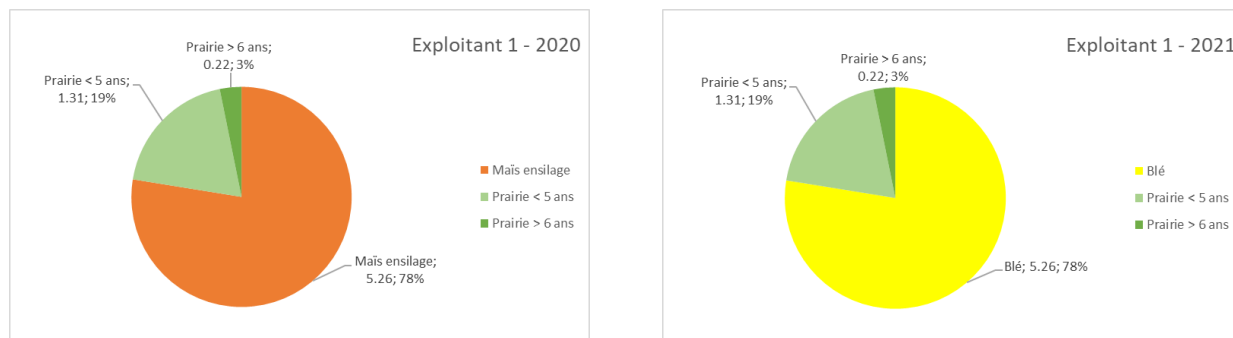 Exploitant 1 - 2020
Prairie > 6 ans;
0.22; 3%
Prairie < 5 ans;
1.31; 19%
Maïs ensilage
Prairie < 5 ans
Prairie > 6 ans
Maïs ensilage;
5.26; 78%
Exploitant 1 - 2021
Prairie > 6 ans;
0.22; 3%
Prairie < 5 ans;
1.31; 19%
Blé
Prairie < 5 ans
Prairie > 6 ans
Blé; 5.26; 78%